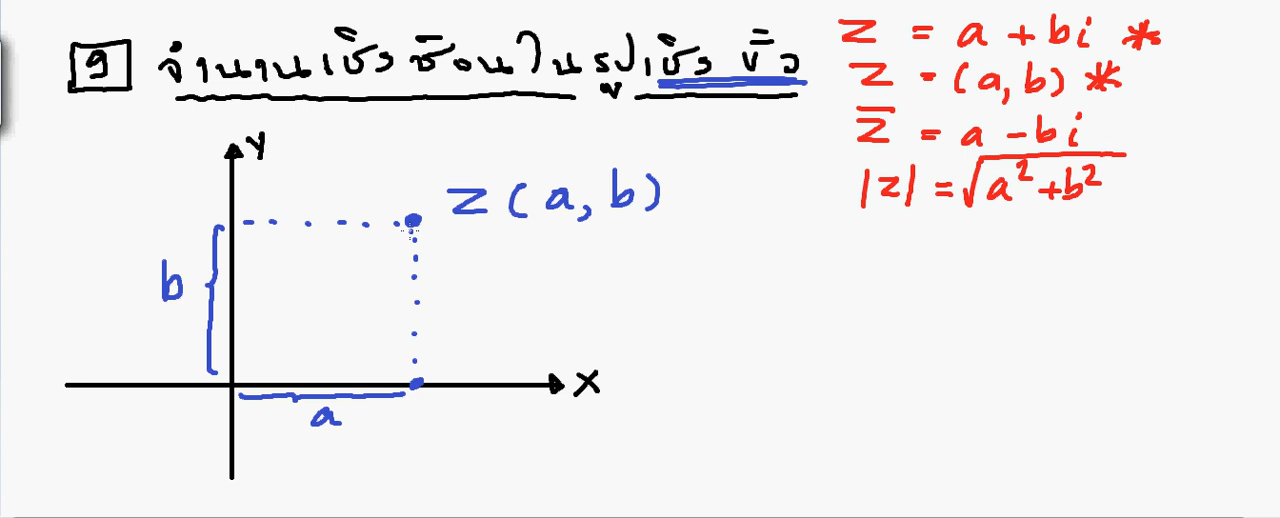 9 จำนวนเชิงซ้อนในรูปเชิงขั้ว
z = a + bi *
z = (a, b) *
z̅ = a - bi
|z| = √a² + b²
Y
z (a, b)
b
X
a